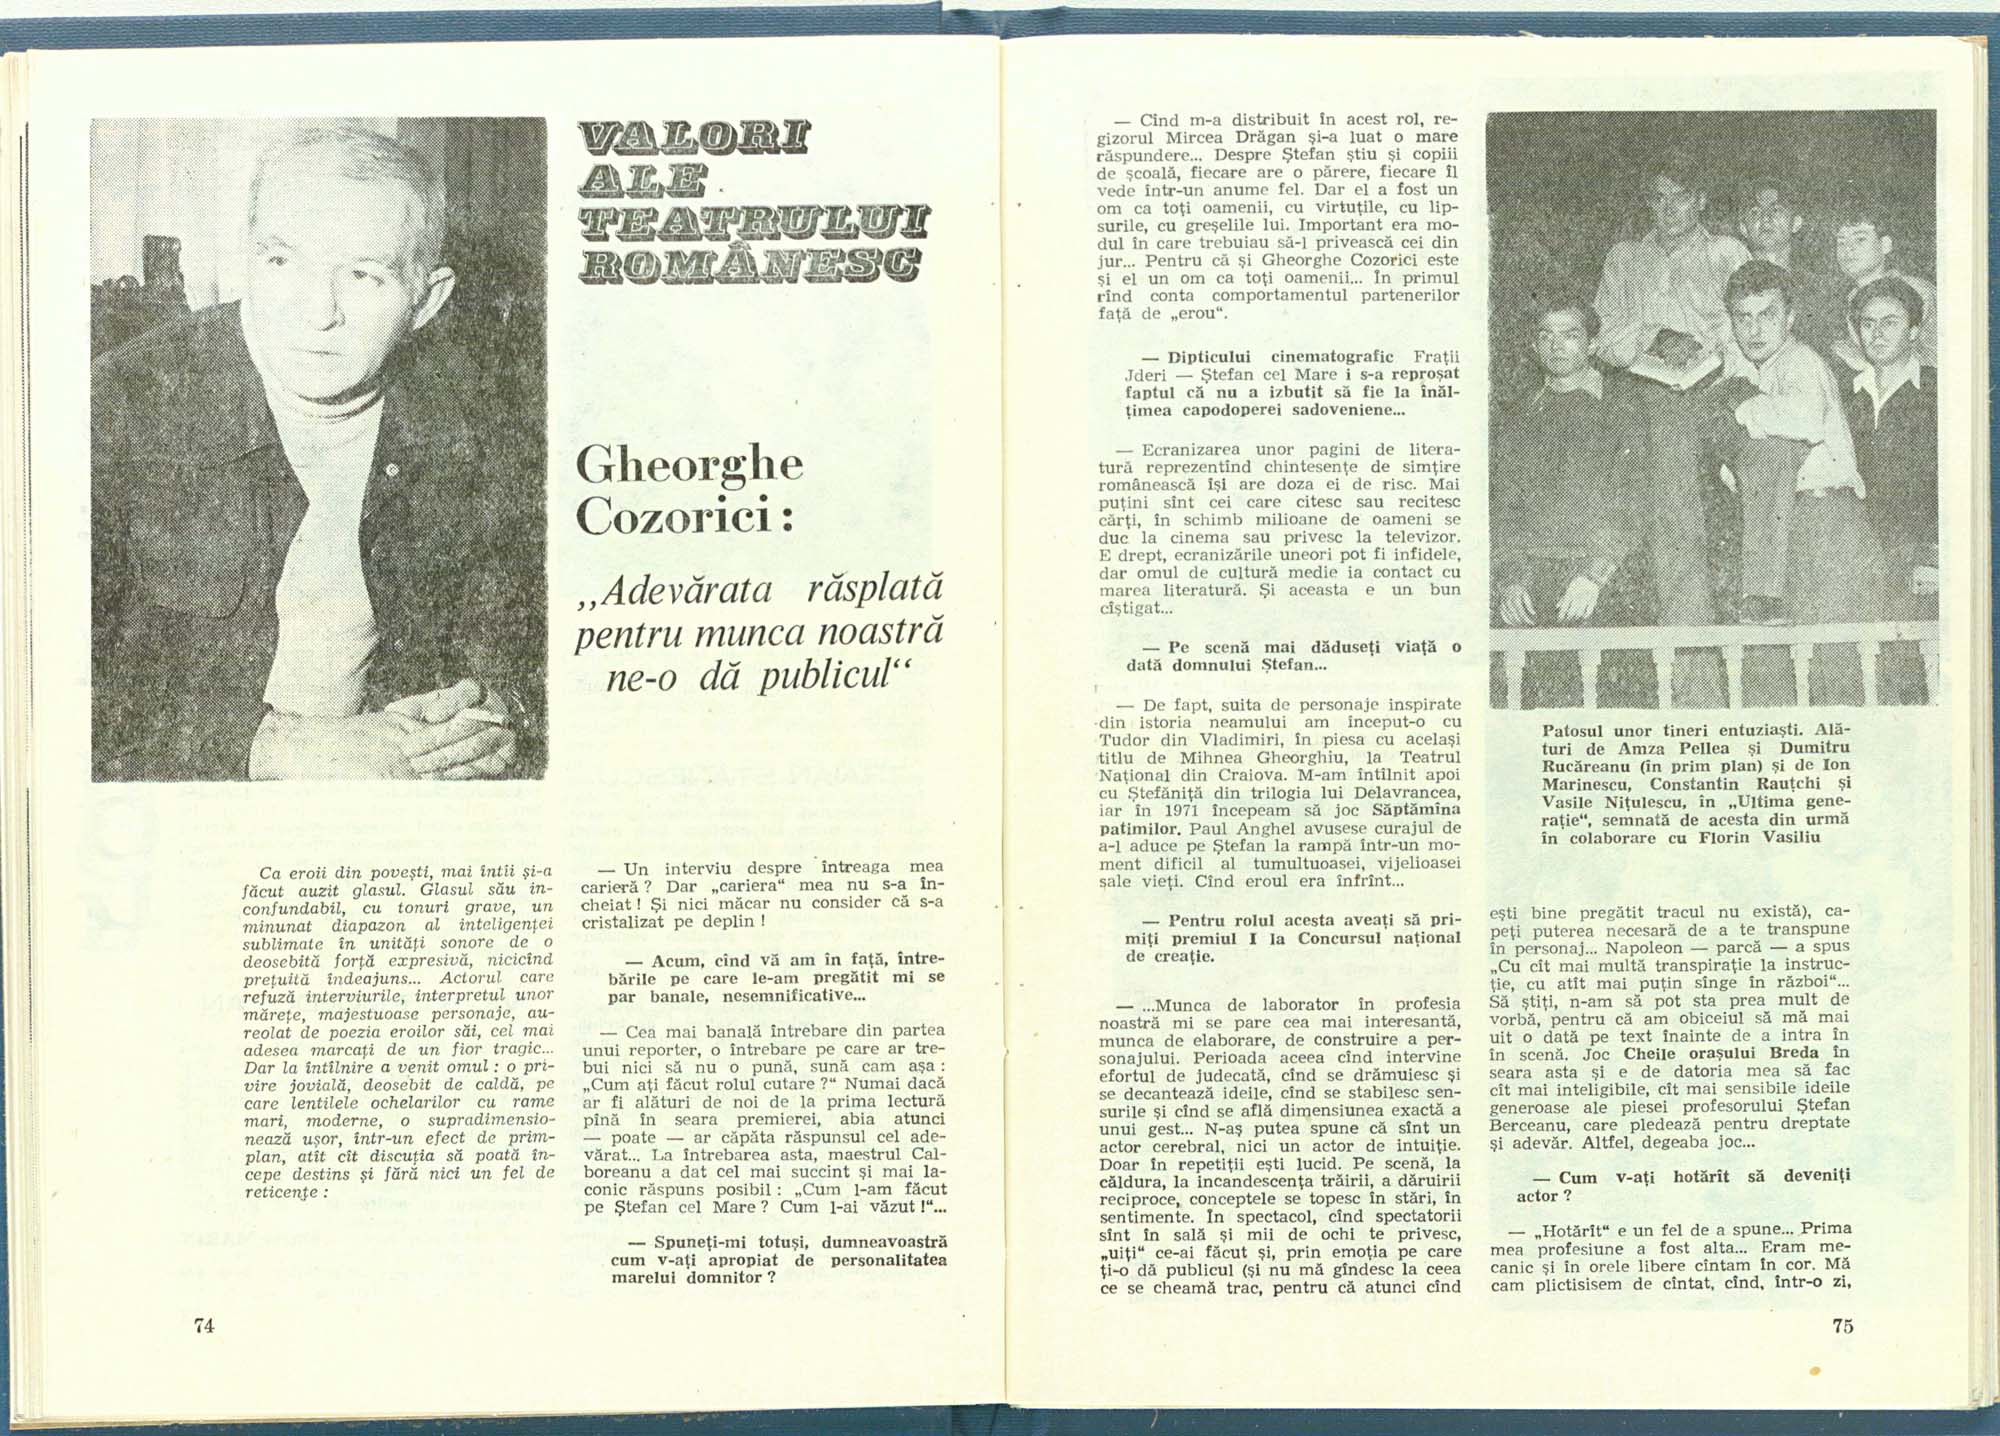 VALORI
ALE
TEATRULUI
ROMÂNESC
Gheorghe
Cozorici :
„Adevărata răsplată
pentru munca noastră
ne-o dă publicul“
Ca eroii din povești, mai întîi și-a
făcut auzit glasul. Glasul său in-
confundabil, cu tonuri grave, un
minunat diapazon al inteligenței
sublimate în unități sonore de o
deosebită forță expresivă, nicicînd
prețuită îndeajuns... Actorul care
refuză interviurile, interpretul unor
mărețe, majestuoase personaje, au-
reolat de poezia eroilor săi, cel mai
adesea marcați de un fior tragic...
Dar la întîlnire a venit omul : o pri-
vire jovială, deosebit de caldă, pe
care lentilele ochelarilor cu rame
mari, moderne, o supradimensio-
nează ușor, într-un efect de prim-
plan, atît cît discuția să poată în-
cepe destins și fără nici un fel de
reticențe :
— Un interviu despre întreaga mea
carieră ? Dar „cariera“ mea nu s-a în-
cheiat ! Și nici măcar nu consider că s-a
cristalizat pe deplin !
— Acum, cînd vă am în față, între-
bările pe care le-am pregătit mi se
par banale, nesemnificative...
— Cea mai banală întrebare din partea
unui reporter, o întrebare pe care ar tre-
bui nici să nu o pună, sună cam așa :
„Cum ați făcut rolul cutare ?“ Numai dacă
ar fi alături de noi de la prima lectură
pînă în seara premierei, abia atunci
— poate — ar căpăta răspunsul cel ade-
vărat... La întrebarea asta, maestrul Cal-
boreanu a dat cel mai succint și mai la-
conic răspuns posibil : „Cum l-am făcut
pe Ștefan cel Mare ? Cum l-ai văzut !“...
— Spuneți-mi totuși, dumneavoastră
cum v-ați apropiat de personalitatea
marelui domnitor ?
74
— Cînd m-a distribuit în acest rol, re-
gizorul Mircea Drăgan și-a luat o mare
răspundere... Despre Ștefan știu și copiii
de școală, fiecare are o părere, fiecare îl
vede într-un anume fel. Dar el a fost un
om ca toți oamenii, cu virtuțile, cu lip-
surile, cu greșelile lui. Important era mo-
dul în care trebuiau să-l privească cei din
jur... Pentru că și Gheorghe Cozorici este
și el un om ca toți oamenii... În primul
rînd conta comportamentul partenerilor
față de „erou“.
— Dipticului cinematografic Frații
Jderi — Ștefan cel Mare i s-a reproșat
faptul că nu a izbutit să fie la înăl-
țimea capodoperei sadoveniene...
— Ecranizarea unor pagini de litera-
tură reprezentînd chintesențe de simțire
românească își are doza ei de risc. Mai
puțini sînt cei care citesc sau recitesc
cărți, în schimb milioane de oameni se
duc la cinema sau privesc la televizor.
E drept, ecranizările uneori pot fi infidele,
dar omul de cultură medie ia contact cu
marea literatură. Și aceasta e un bun
cîștigat...
— Pe scenă mai dăduseți viață o
dată domnului Ștefan...
— De fapt, suita de personaje inspirate
din istoria neamului am început-o cu
Tudor din Vladimiri, în piesa cu același
titlu de Mihnea Gheorghiu, la Teatrul
Național din Craiova. M-am întîlnit apoi
cu Ștefăniță din trilogia lui Delavrancea,
iar în 1971 începeam să joc Săptămîna
patimilor. Paul Anghel avusese curajul de
a-l aduce pe Ștefan la rampă într-un mo-
ment dificil al tumultuoasei, vijelioasei
sale vieți. Cînd eroul era înfrînt...
— Pentru rolul acesta aveați să pri-
miți premiul I la Concursul național
de creație.
— ...Munca de laborator în profesia
noastră mi se pare cea mai interesantă,
munca de elaborare, de construire a per-
sonajului. Perioada aceea cînd intervine
efortul de judecată, cînd se drămuiesc și
se decantează ideile, cînd se stabilesc sen-
surile și cînd se află dimensiunea exactă a
unui gest... N-aș putea spune că sînt un
actor cerebral, nici un actor de intuiție.
Doar în repetiții ești lucid. Pe scenă, la
căldura, la incandescența trăirii, a dăruirii
reciproce, conceptele se topesc în stări, în
sentimente. În spectacol, cînd spectatorii
sînt în sală și mii de ochi te privesc,
„uiți“ ce-ai făcut și, prin emoția pe care
ți-o dă publicul (și nu mă gîndesc la ceea
ce se cheamă trac, pentru că atunci cînd
Patosul unor tineri entuziaști. Ală-
turi de Amza Pellea și Dumitru
Rucăreanu (în prim plan) și de Ion
Marinescu, Constantin Rauțchi și
Vasile Nițulescu, în „Ultima gene-
rație“, semnată de acesta din urmă
în colaborare cu Florin Vasiliu
ești bine pregătit tracul nu există), ca-
peți puterea necesară de a te transpune
în personaj... Napoleon — parcă — a spus
„Cu cît mai multă transpirație la instruc-
ție, cu atît mai puțin sînge în război“...
Să știți, n-am să pot sta prea mult de
vorbă, pentru că am obiceiul să mă mai
uit o dată pe text înainte de a intra în
în scenă. Joc Cheile orașului Breda în
seara asta și e de datoria mea să fac
cît mai inteligibile, cît mai sensibile ideile
generoase ale piesei profesorului Ștefan
Berceanu, care pledează pentru dreptate
și adevăr. Altfel, degeaba joc...
— Cum v-ați hotărît să deveniți
actor ?
— „Hotărît“ e un fel de a spune... Prima
mea profesiune a fost alta... Eram me-
canic și în orele libere cîntam în cor. Mă
cam plictisisem de cîntat, cînd, într-o zi,
75